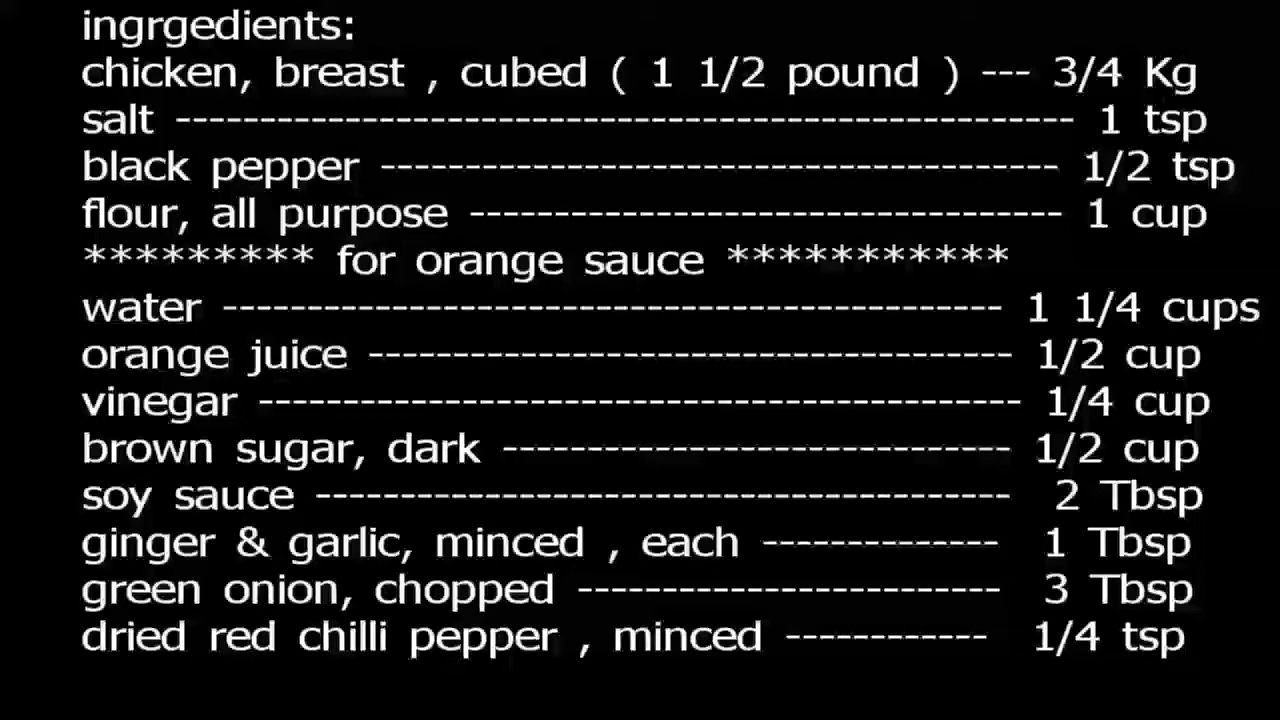 ingrgedients:
chicken, breast , cubed ( 1 1/2 pound ) --- 3/4 Kg
salt ------------------------------------------------------ 1 tsp
black pepper ----------------------------------------- 1/2 tsp
flour, all purpose ------------------------------------ 1 cup
********* for orange sauce ***********
water ----------------------------------------------- 1 1/4 cups
orange juice --------------------------------------- 1/2 cup
vinegar --------------------------------------------- 1/4 cup
brown sugar, dark ------------------------------- 1/2 cup
soy sauce ------------------------------------------ 2 Tbsp
ginger & garlic, minced , each -------------- 1 Tbsp
green onion, chopped ------------------------- 3 Tbsp
dried red chilli pepper , minced ------------ 1/4 tsp